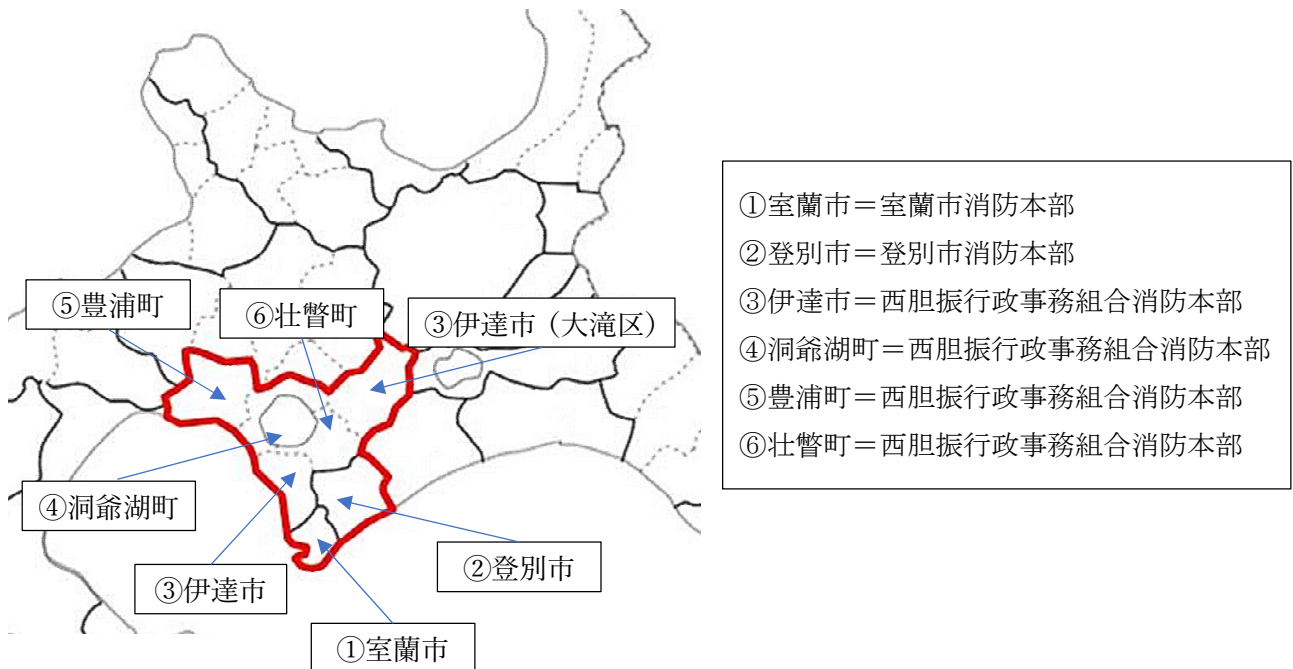 ⑤豊浦町
⑥壮瞥町
③伊達市（大滝区）
④洞爺湖町
③伊達市
②登別市
①室蘭市
①室蘭市＝室蘭市消防本部
②登別市＝登別市消防本部
③伊達市＝西胆振行政事務組合消防本部
④洞爺湖町＝西胆振行政事務組合消防本部
⑤豊浦町＝西胆振行政事務組合消防本部
⑥壮瞥町＝西胆振行政事務組合消防本部